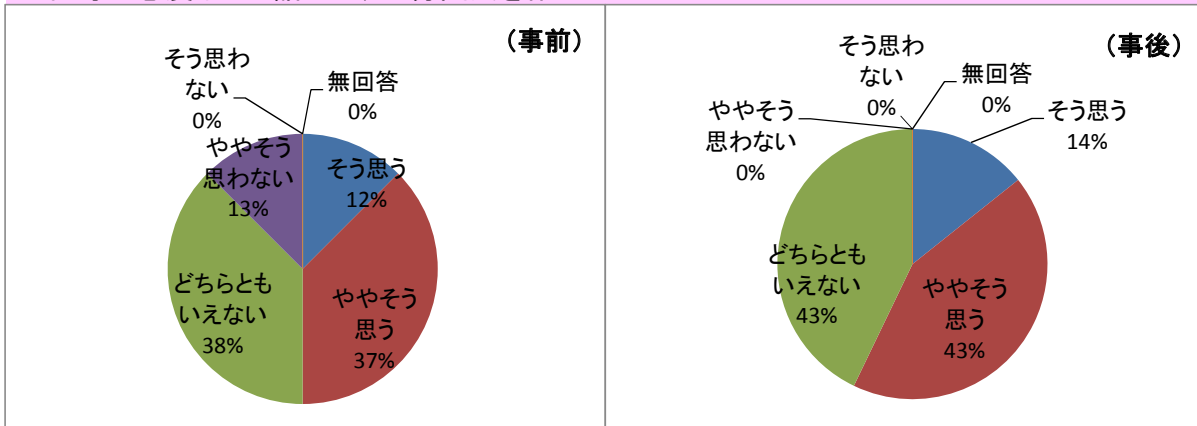 (事前)
そう思わ
ない
0%
無回答
0%
ややそう
思わない
13%
そう思う
12%
どちらとも
いえない
38%
ややそう
思う
37%
(事後)
そう思わ
ない
0%
無回答
0%
ややそう
思わない
0%
そう思う
14%
どちらとも
いえない
43%
ややそう
思う
43%